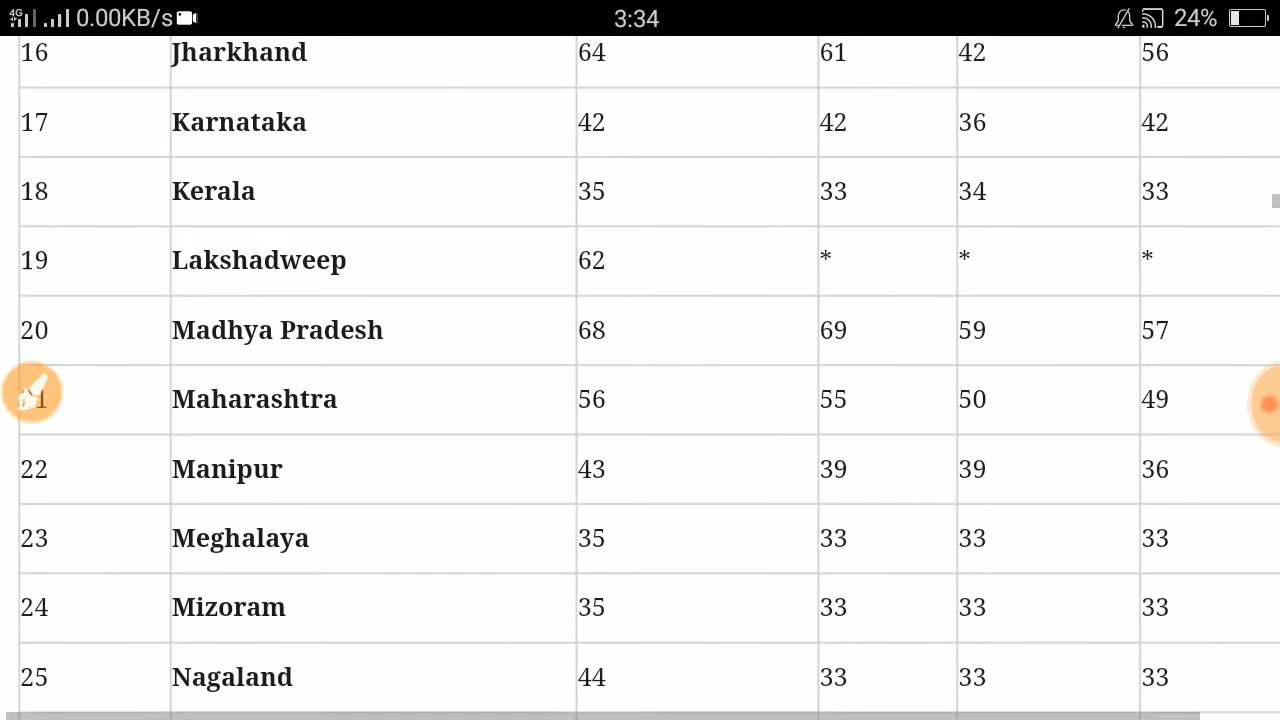 4G 0.00KB/s 3:34 24%
16 Jharkhand 64 61 42 56
17 Karnataka 42 42 36 42
18 Kerala 35 33 34 33
19 Lakshadweep 62 * * *
20 Madhya Pradesh 68 69 59 57
1 Maharashtra 56 55 50 49
22 Manipur 43 39 39 36
23 Meghalaya 35 33 33 33
24 Mizoram 35 33 33 33
25 Nagaland 44 33 33 33